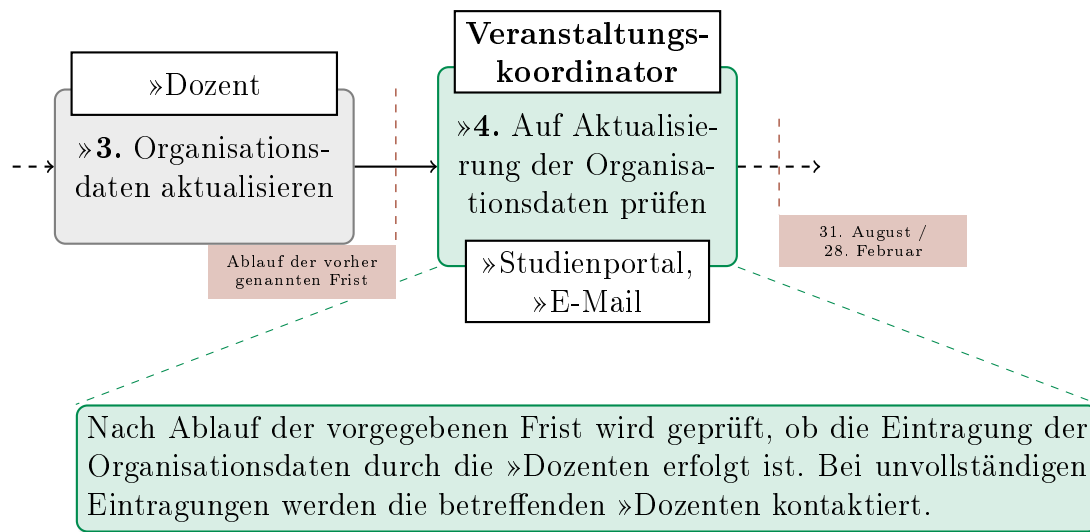 »Dozent
»3. Organisations-
daten aktualisieren
Ablauf der vorher
genannten Frist
Veranstaltungs-
koordinator
»4. Auf Aktualisie-
rung der Organisa-
tionsdaten prüfen
»Studienportal,
»E-Mail
31. August /
28. Februar
Nach Ablauf der vorgegebenen Frist wird geprüft, ob die Eintragung der
Organisationsdaten durch die »Dozenten erfolgt ist. Bei unvollständigen
Eintragungen werden die betreffenden »Dozenten kontaktiert.